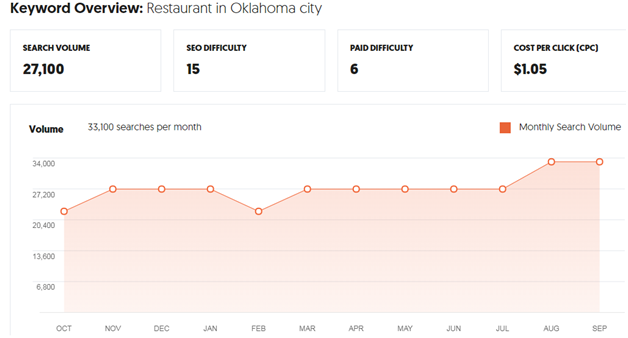 Keyword Overview: Restaurant in Oklahoma city
SEARCH VOLUME
27,100
SEO DIFFICULTY
15
PAID DIFFICULTY
6
COST PER CLICK (CPC)
$1.05
Volume 33,100 searches per month Monthly Search Volume
34,000
27,200
20,400
13,600
6,800
OCT NOV DEC JAN FEB MAR APR MAY JUN JUL AUG SEP